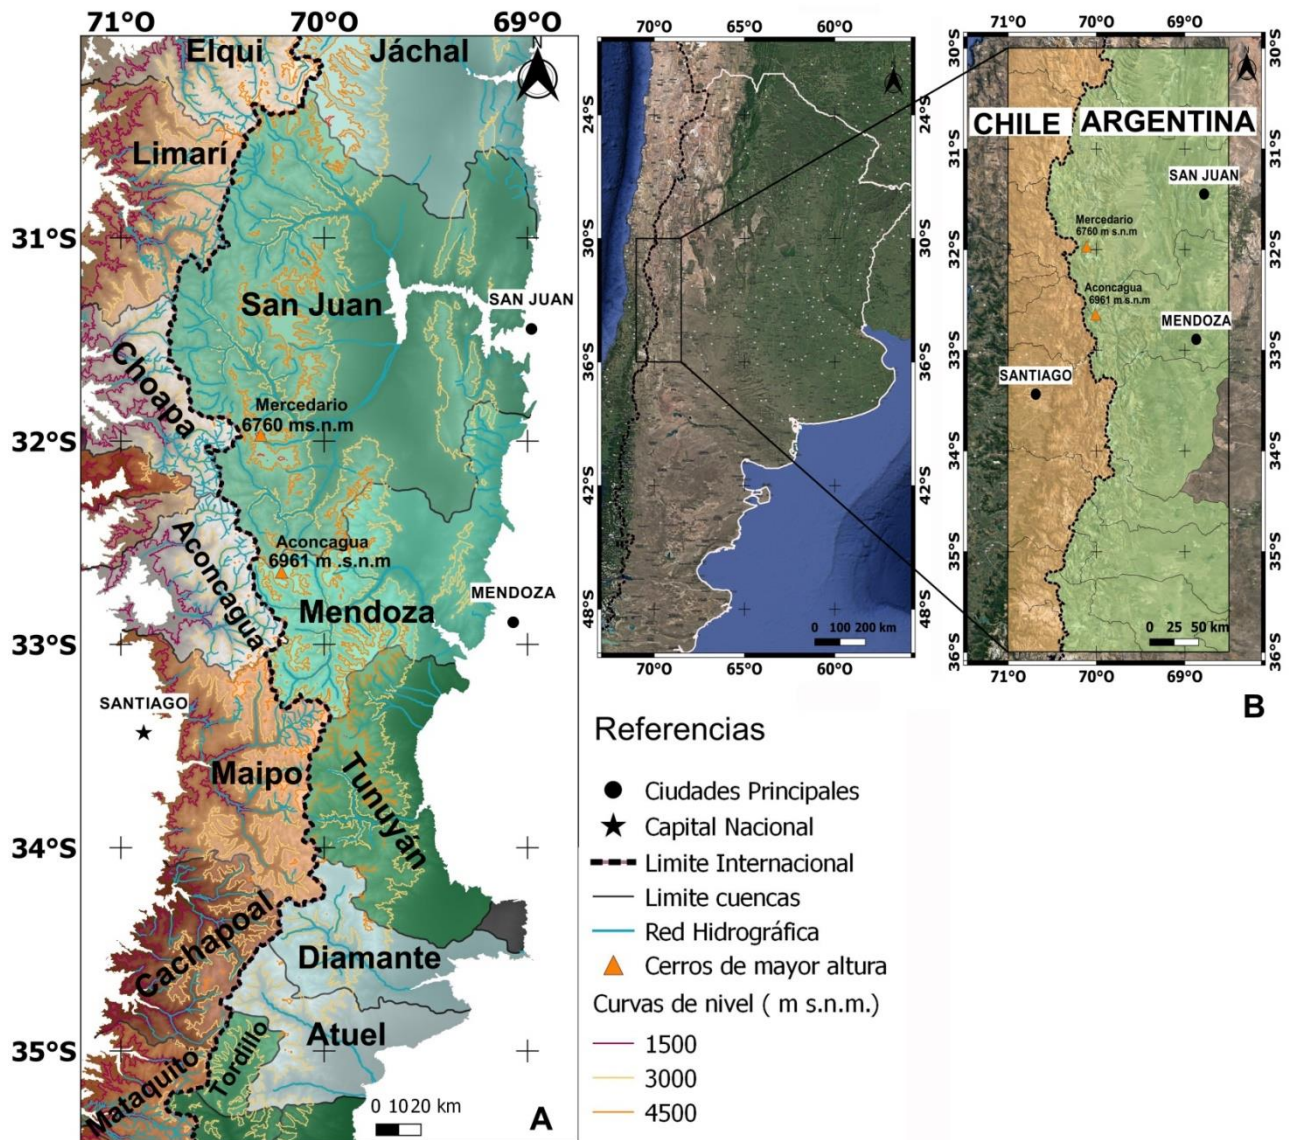 71°O
70°O
69°O
N
Elqui
Jáchal
Limarí
31°S
San Juan
SAN JUAN
Choapa
Mercedario
6760 ms.n.m
32°S
Aconcagua
Aconcagua
6961 m .s.n.m
Mendoza
MENDOZA
33°S
SANTIAGO
Maipo
Tunuyán
34°S
Cachapoal
Diamante
Atuel
Tordillo
35°S
Mataquito
0 1020 km
A
70°O
65°O
60°O
24°S
24°S
30°S
30°S
36°S
36°S
42°S
42°S
48°S
48°S
0 100 200 km
70°O
65°O
60°O
71°O
70°O
69°O
30°S
30°S
CHILE
ARGENTINA
31°S
31°S
SAN JUAN
Mercedario
6760 m s.n.m
32°S
32°S
Aconcagua
6961 m s.n.m
MENDOZA
33°S
33°S
SANTIAGO
34°S
34°S
35°S
35°S
0 25 50 km
36°S
36°S
71°O
70°O
69°O
B
Referencias
Ciudades Principales
Capital Nacional
Limite Internacional
Limite cuencas
Red Hidrográfica
Cerros de mayor altura
Curvas de nivel ( m s.n.m.)
1500
3000
4500